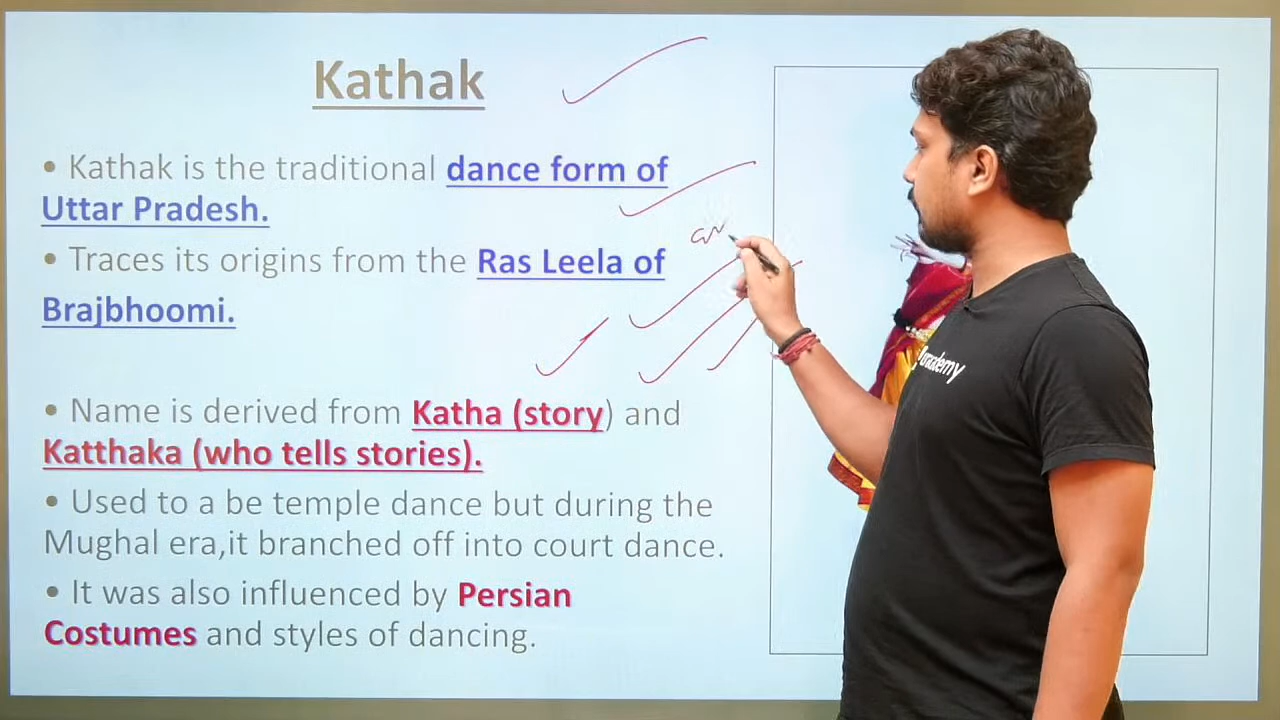 Kathak
• Kathak is the traditional dance form of
Uttar Pradesh.
• Traces its origins from the Ras Leela of
Brajbhoomi.
• Name is derived from Katha (story) and
Katthaka (who tells stories).
• Used to a be temple dance but during the
Mughal era,it branched off into court dance.
• It was also influenced by Persian
Costumes and styles of dancing.